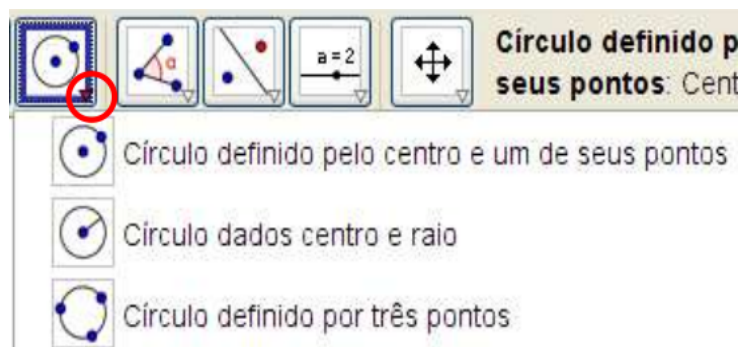 α
a = 2
Círculo definido p
seus pontos: Cent
Círculo definido pelo centro e um de seus pontos
Círculo dados centro e raio
Círculo definido por três pontos